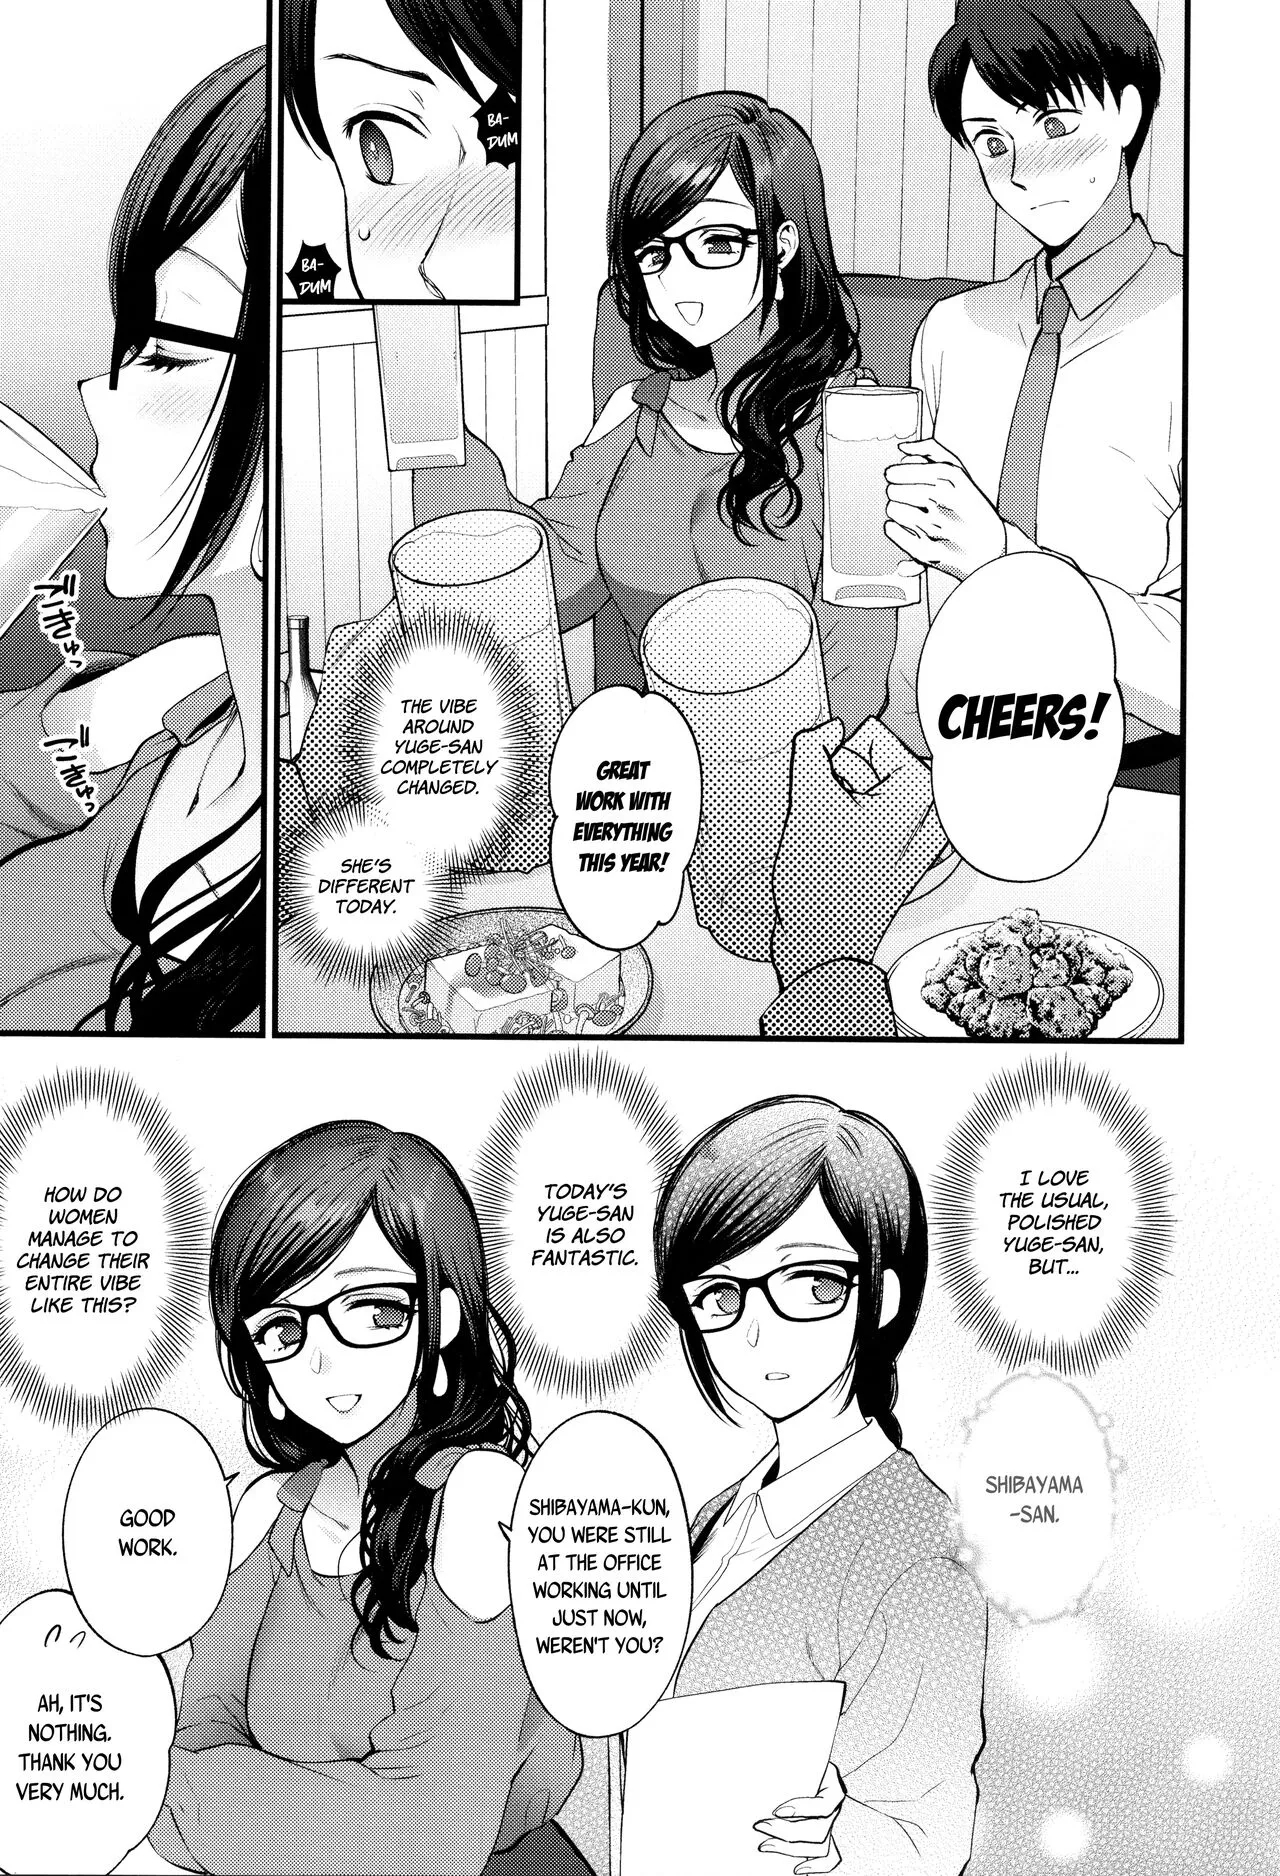 CHEERS!
GREAT
WORK WITH
EVERYTHING
THIS YEAR!
THE VIBE
AROUND
YUGE-SAN
COMPLETELY
CHANGED.
SHE'S
DIFFERENT
TODAY.
BA-
DUM
BA-
DUM
ごきゅっ
ごきゅっ
I LOVE
THE USUAL,
POLISHED
YUGE-SAN,
BUT...
SHIBAYAMA
-SAN.
TODAY'S
YUGE-SAN
IS ALSO
FANTASTIC.
SHIBAYAMA-KUN,
YOU WERE STILL
AT THE OFFICE
WORKING UNTIL
JUST NOW,
WEREN'T YOU?
HOW DO
WOMEN
MANAGE TO
CHANGE THEIR
ENTIRE VIBE
LIKE THIS?
GOOD
WORK.
AH, IT'S
NOTHING.
THANK YOU
VERY MUCH.